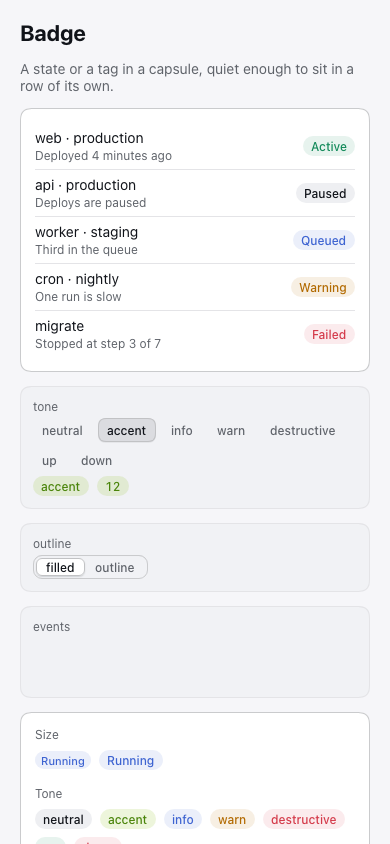 Badge
A state or a tag in a capsule, quiet enough to sit in a
row of its own.
web · production
Deployed 4 minutes ago
Active
api · production
Deploys are paused
Paused
worker · staging
Third in the queue
Queued
cron · nightly
One run is slow
Warning
migrate
Stopped at step 3 of 7
Failed
tone
neutral accent info warn destructive
up down
accent 12
outline
filled outline
events
Size
Running Running
Tone
neutral accent info warn destructive